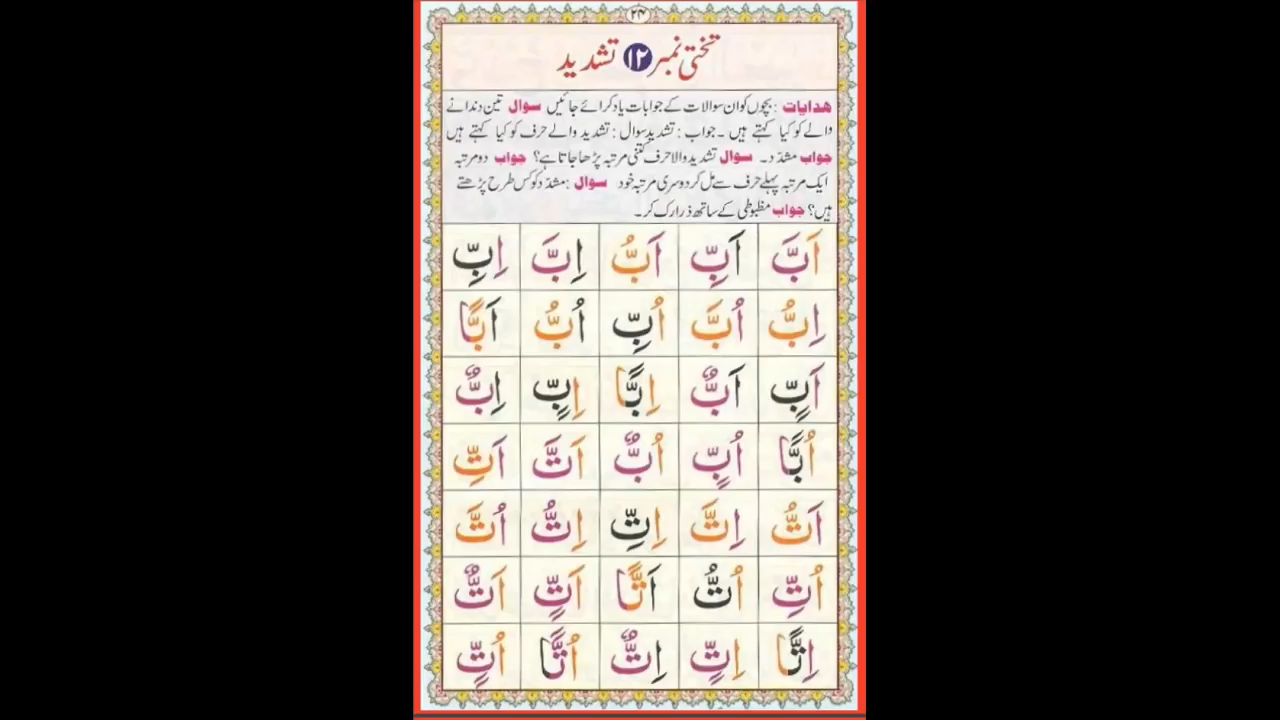 ۲۴
تختی نمبر ۱۲ تشدید
ھدایات : بچوں کو ان سوالات کے جوابات یاد کرائے جائیں سوال تین دندانے
والے کو کیا کہتے ہیں ۔ جواب : تشدید سوال : تشدید والے حرف کو کیا کہتے ہیں
جواب مشدّد۔ سوال تشدید والا حرف کتنی مرتبہ پڑھا جاتا ہے؟ جواب دو مرتبہ
ایک مرتبہ پہلے حرف سے مل کر دوسری مرتبہ خود سوال : مشدّد کو کس طرح پڑھتے
ہیں؟ جواب مظبوطی کے ساتھ ذرا رک کر۔
اَبَّ اَبِّ اَبُّ اِبَّ اِبِّ
اِبُّ اُبَّ اُبِّ اُبُّ اَبًّا
اَبٍّ اَبٌّ اِبًّا اِبٍّ اِبٌّ
اُبًّا اُبٍّ اُبٌّ اَتَّ اَتِّ
اَتُّ اِتَّ اِتِّ اِتُّ اُتَّ
اُتِّ اُتُّ اَتًّا اَتٍّ اَتٌّ
اِتًّا اِتٍّ اِتٌّ اُتًّا اُتٍّ